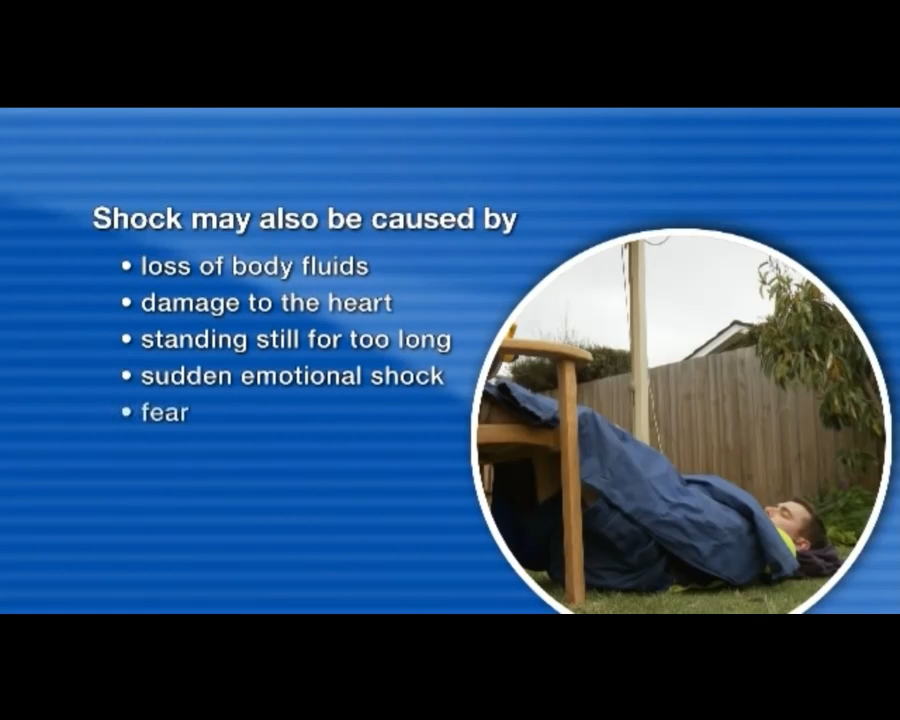 Shock may also be caused by
• loss of body fluids
• damage to the heart
• standing still for too long
• sudden emotional shock
• fear